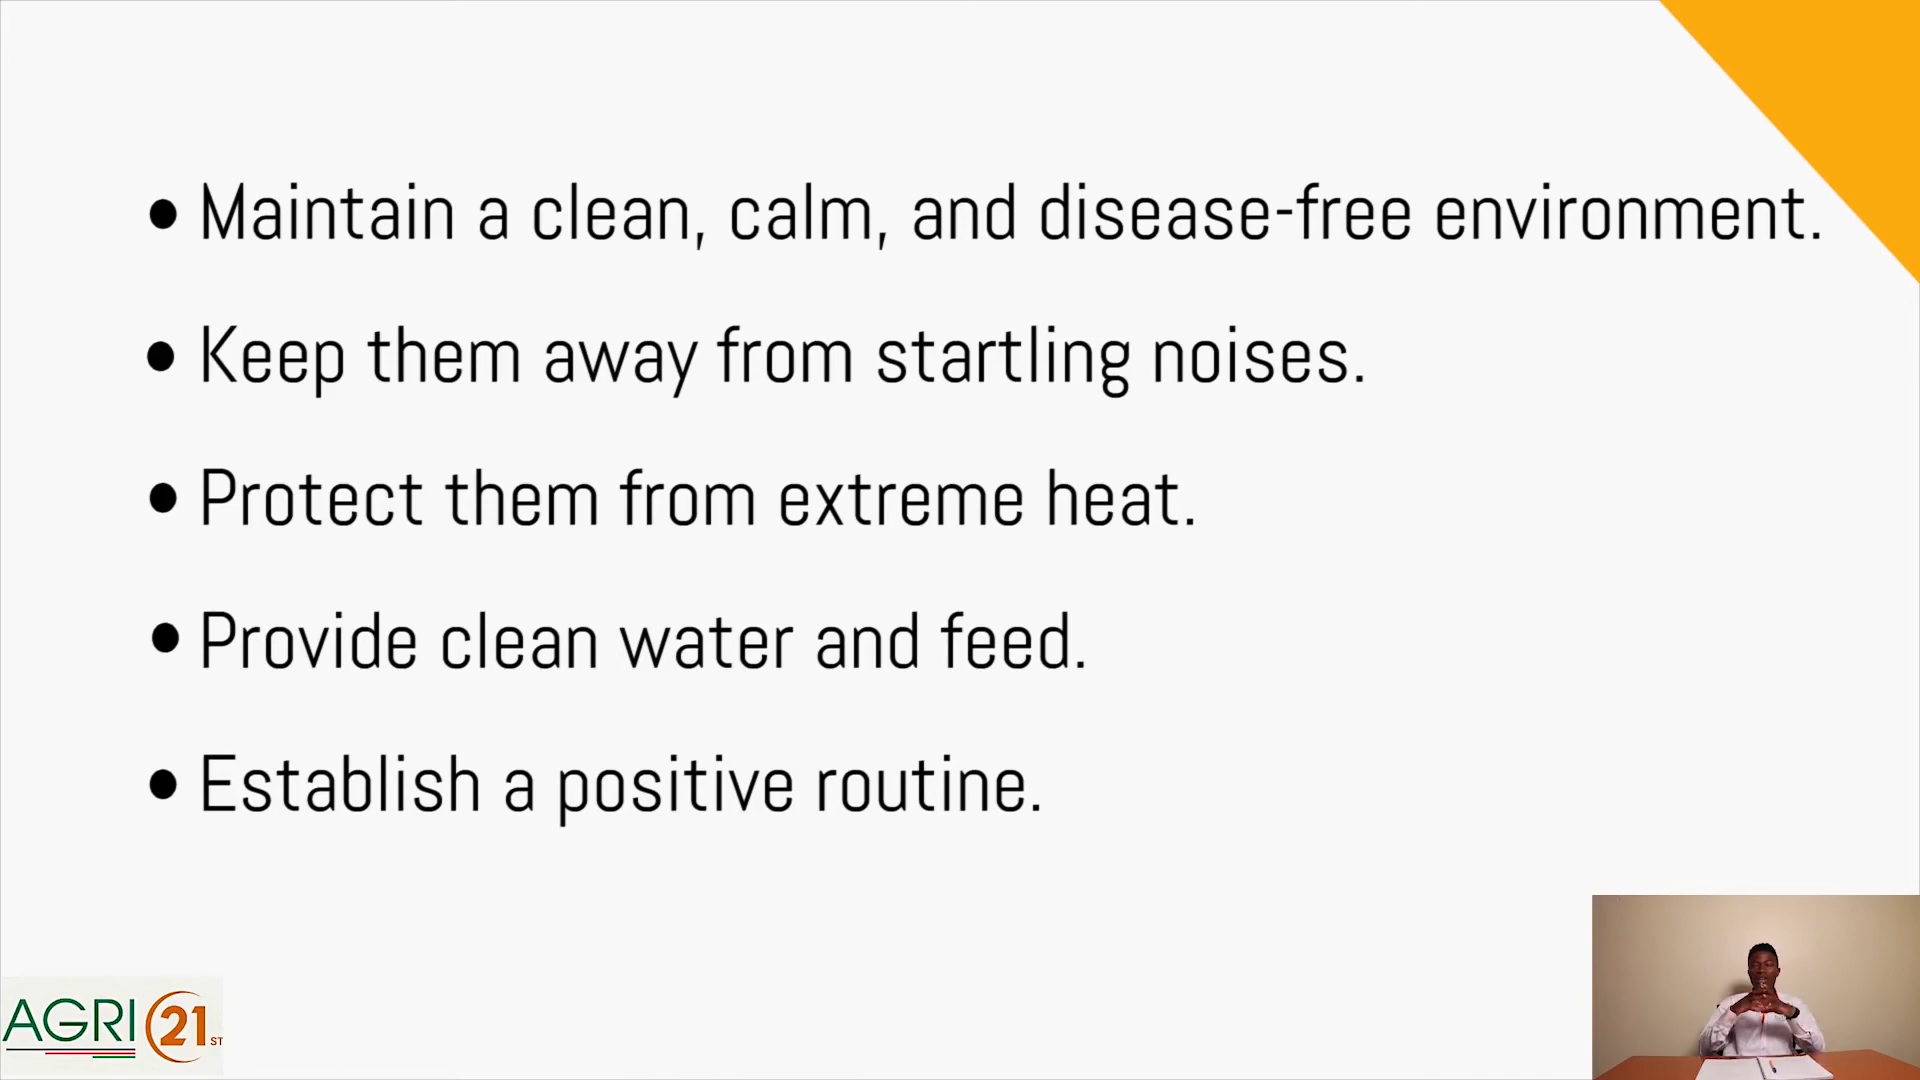 • Maintain a clean, calm, and disease-free environment.
• Keep them away from startling noises.
• Protect them from extreme heat.
• Provide clean water and feed.
• Establish a positive routine.
AGRI 21ST